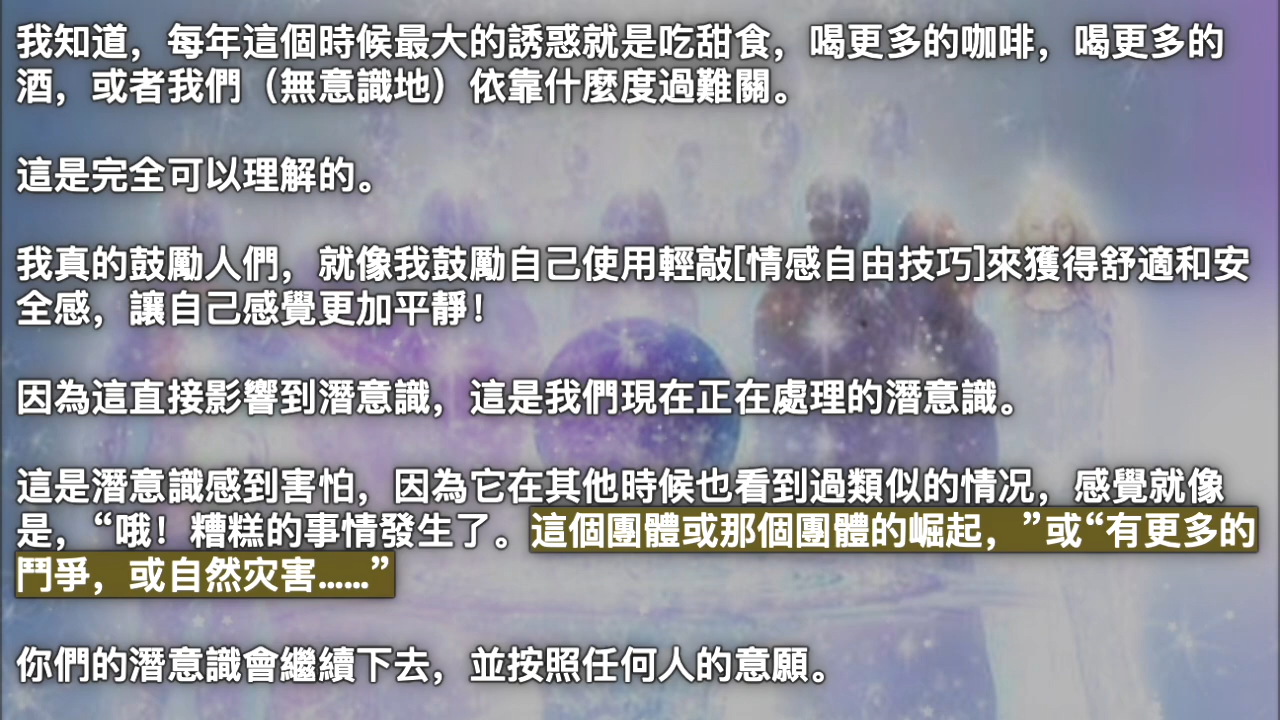 我知道，每年這個時候最大的誘惑就是吃甜食，喝更多的咖啡，喝更多的
酒，或者我們（無意識地）依靠什麼度過難關。
這是完全可以理解的。
我真的鼓勵人們，就像我鼓勵自己使用輕敲[情感自由技巧]來獲得舒適和安
全感，讓自己感覺更加平靜！
因為這直接影響到潛意識，這是我們現在正在處理的潛意識。
這是潛意識感到害怕，因為它在其他時候也看到過類似的情况，感覺就像
是，“哦！糟糕的事情發生了。這個團體或那個團體的崛起，”或“有更多的
鬥爭，或自然灾害……”
你們的潛意識會繼續下去，並按照任何人的意願。